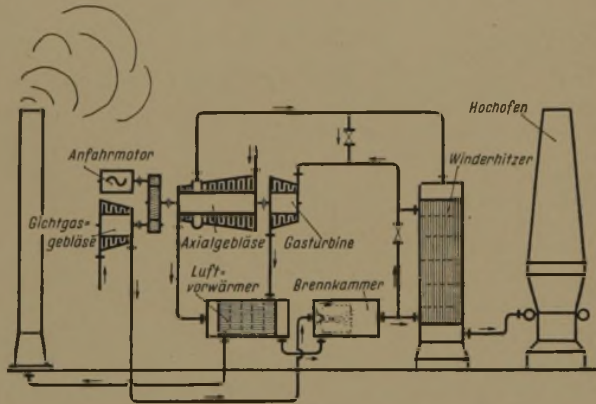 Hochofen
Anfahrmotor
Winderhitzer
Gichtgas=
gebläse
Axialgebläse
Gasturbine
Luft=
vorwärmer
Brennkammer